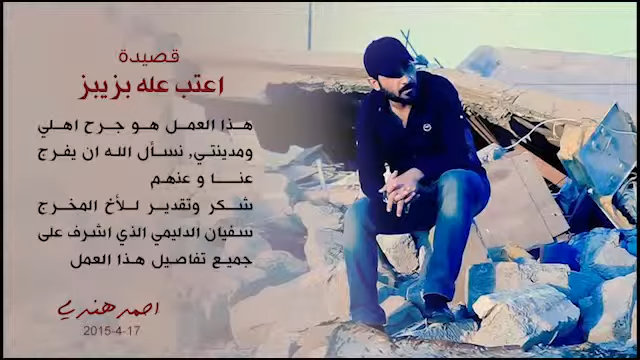 قصيدة
اعتب عله بزيبز
هذا العمل هو جرح اهلي
ومدينتي, نسأل الله ان يفرج
عنا و عنهم
شكر وتقدير للأخ المخرج
سفيان الدليمي الذي اشرف على
جميع تفاصيل هذا العمل
احمد هندي
2015-4-17